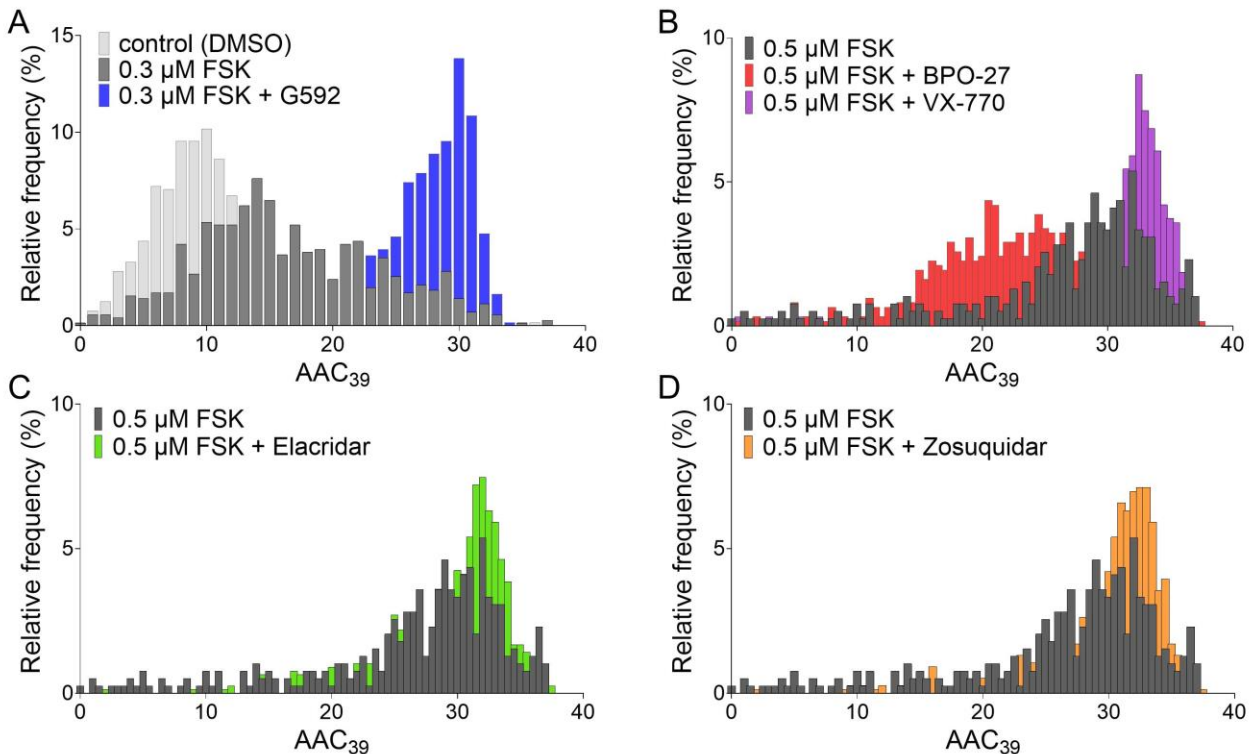 A
15
10
5
0
Relative frequency (%)
control (DMSO)
0.3 µM FSK
0.3 µM FSK + G592
0 10 20 30 40
AAC39
B
10
5
0
Relative frequency (%)
0.5 µM FSK
0.5 µM FSK + BPO-27
0.5 µM FSK + VX-770
0 10 20 30 40
AAC39
C
10
5
0
Relative frequency (%)
0.5 µM FSK
0.5 µM FSK + Elacridar
0 10 20 30 40
AAC39
D
10
5
0
Relative frequency (%)
0.5 µM FSK
0.5 µM FSK + Zosuquidar
0 10 20 30 40
AAC39